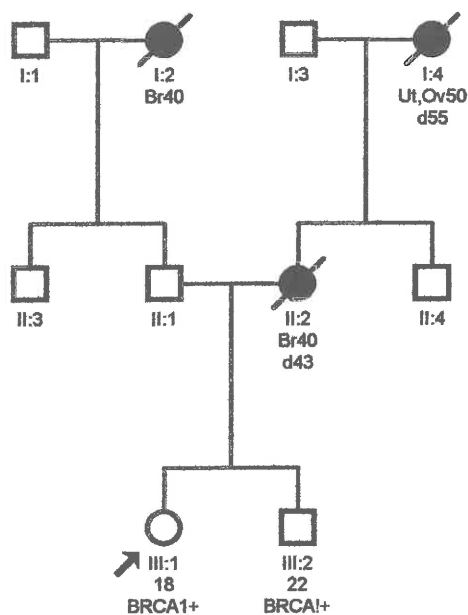 I:1
I:2
Br40
I:3
I:4
Ut,Ov50
d55
II:3
II:1
II:2
Br40
d43
II:4
III:1
18
BRCA1+
III:2
22
BRCA!+